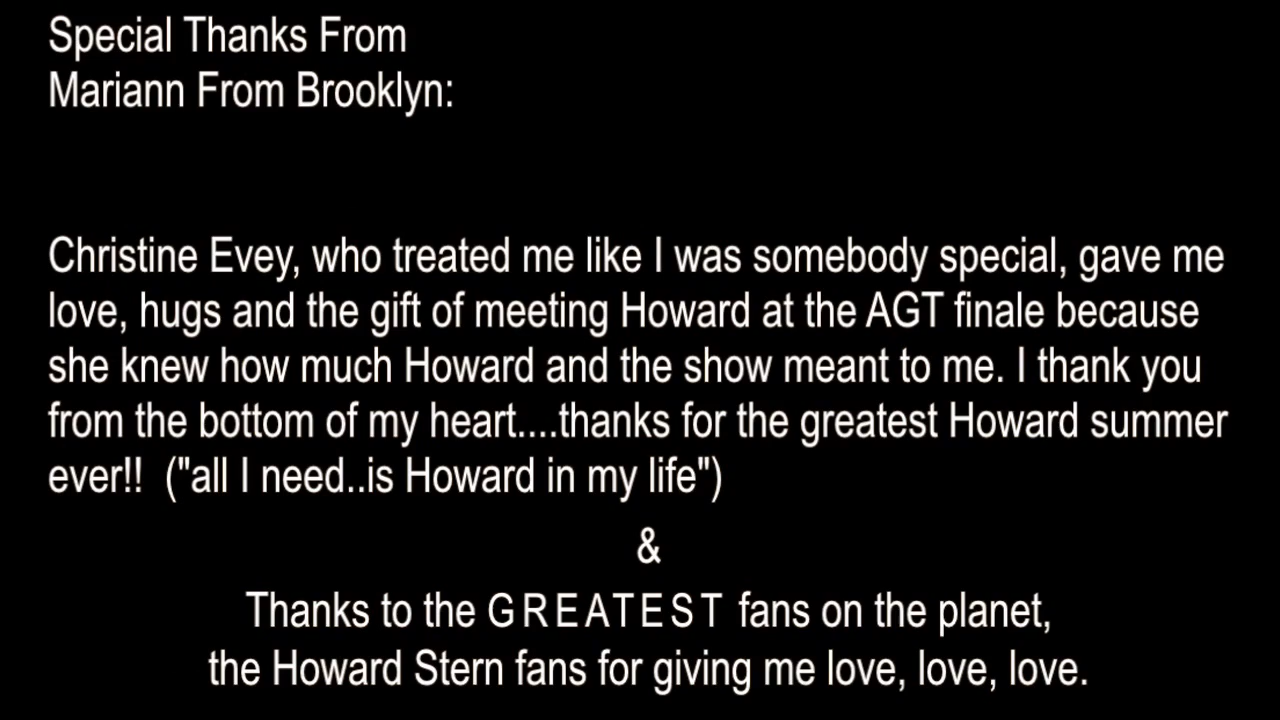 Special Thanks From
Mariann From Brooklyn:
Christine Evey, who treated me like I was somebody special, gave me
love, hugs and the gift of meeting Howard at the AGT finale because
she knew how much Howard and the show meant to me. I thank you
from the bottom of my heart....thanks for the greatest Howard summer
ever!!  ("all I need..is Howard in my life")
&
Thanks to the GREATEST fans on the planet,
the Howard Stern fans for giving me love, love, love.